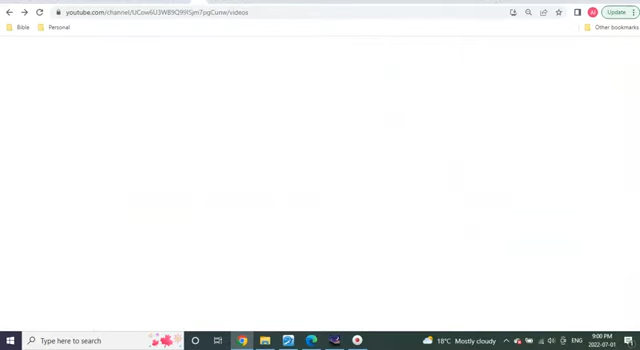 youtube.com/channel/UCow6U3WB9Q99ISjm7pgCunw/videos
Update
Bible
Personal
Other bookmarks
Type here to search
18°C Mostly cloudy
ENG
9:00 PM
2022-07-01